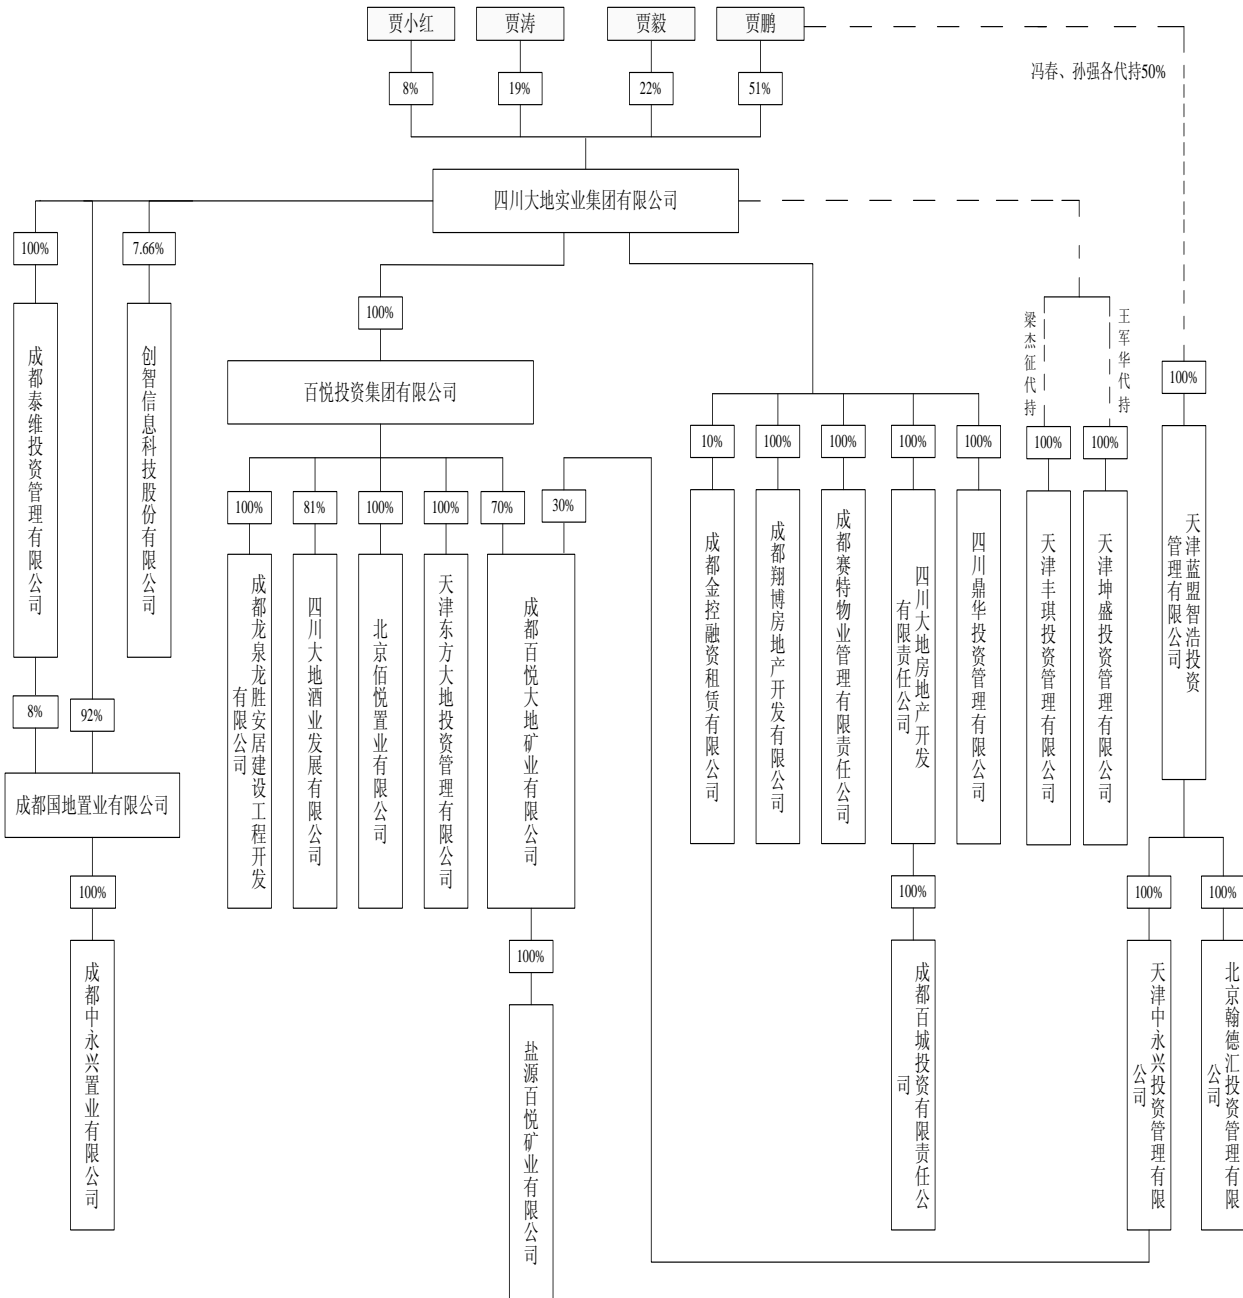 贾小红
贾涛
贾毅
贾鹏
冯春、孙强各代持50%
8%
19%
22%
51%
四川大地实业集团有限公司
100%
7.66%
100%
梁杰征代持
王军华代持
成都泰维投资管理有限公司
创智信息科技股份有限公司
百悦投资集团有限公司
100%
10%
100%
100%
100%
100%
100%
100%
100%
81%
100%
100%
70%
30%
成都龙泉龙胜安居建设工程开发
有限公司
四川大地酒业发展有限公司
北京佰悦置业有限公司
天津东方大地投资管理有限公司
成都百悦大地矿业有限公司
成都金控融资租赁有限公司
成都翔博房地产开发有限公司
成都赛特物业管理有限责任公司
四川大地房地产开发
有限责任公司
四川鼎华投资管理有限公司
天津丰琪投资管理有限公司
天津坤盛投资管理有限公司
天津蓝盟智浩投资
管理有限公司
8%
92%
成都国地置业有限公司
100%
100%
100%
100%
100%
成都中永兴置业有限公司
盐源百悦矿业有限公司
成都百城投资有限责任公
司
天津中永兴投资管理有限
公司
北京翰德汇投资管理有限
公司